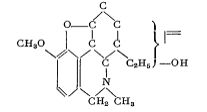 C
O C C
CH₃O C C
C₂H₅ —OH
N
CH₂ CH₃